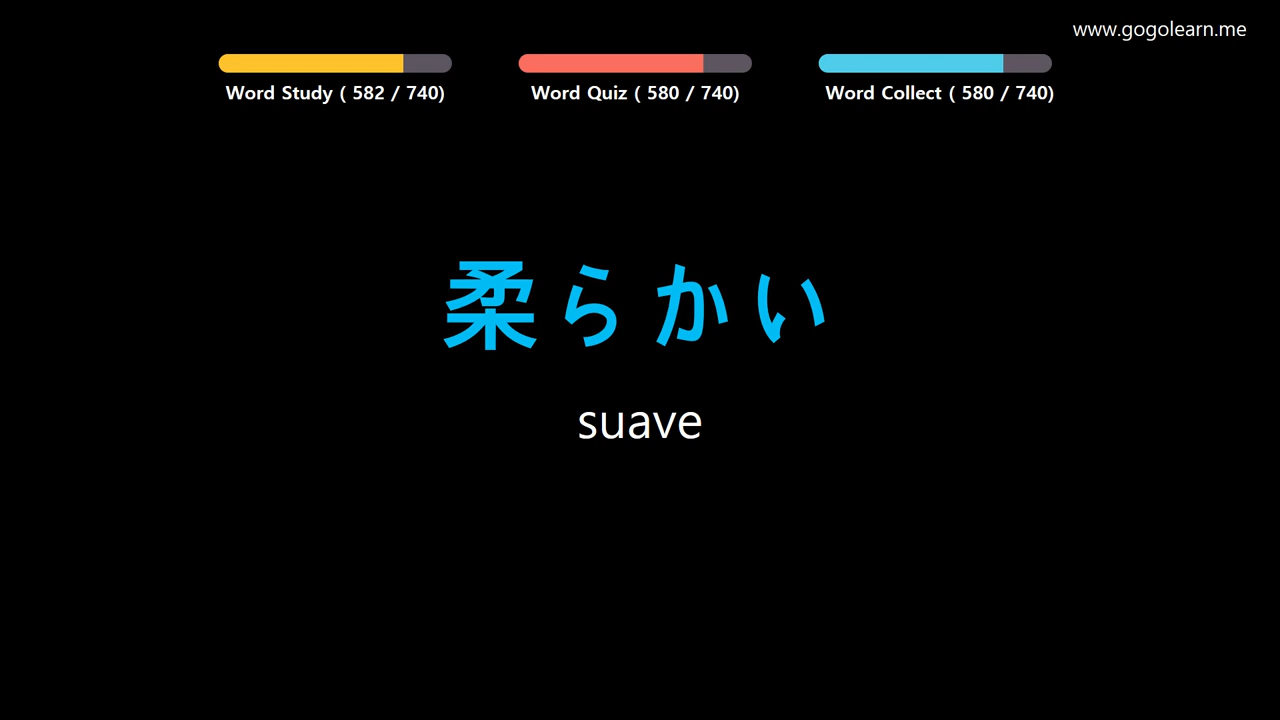 www.gogolearn.me
Word Study ( 582 / 740)
Word Quiz ( 580 / 740)
Word Collect ( 580 / 740)
柔らかい
suave